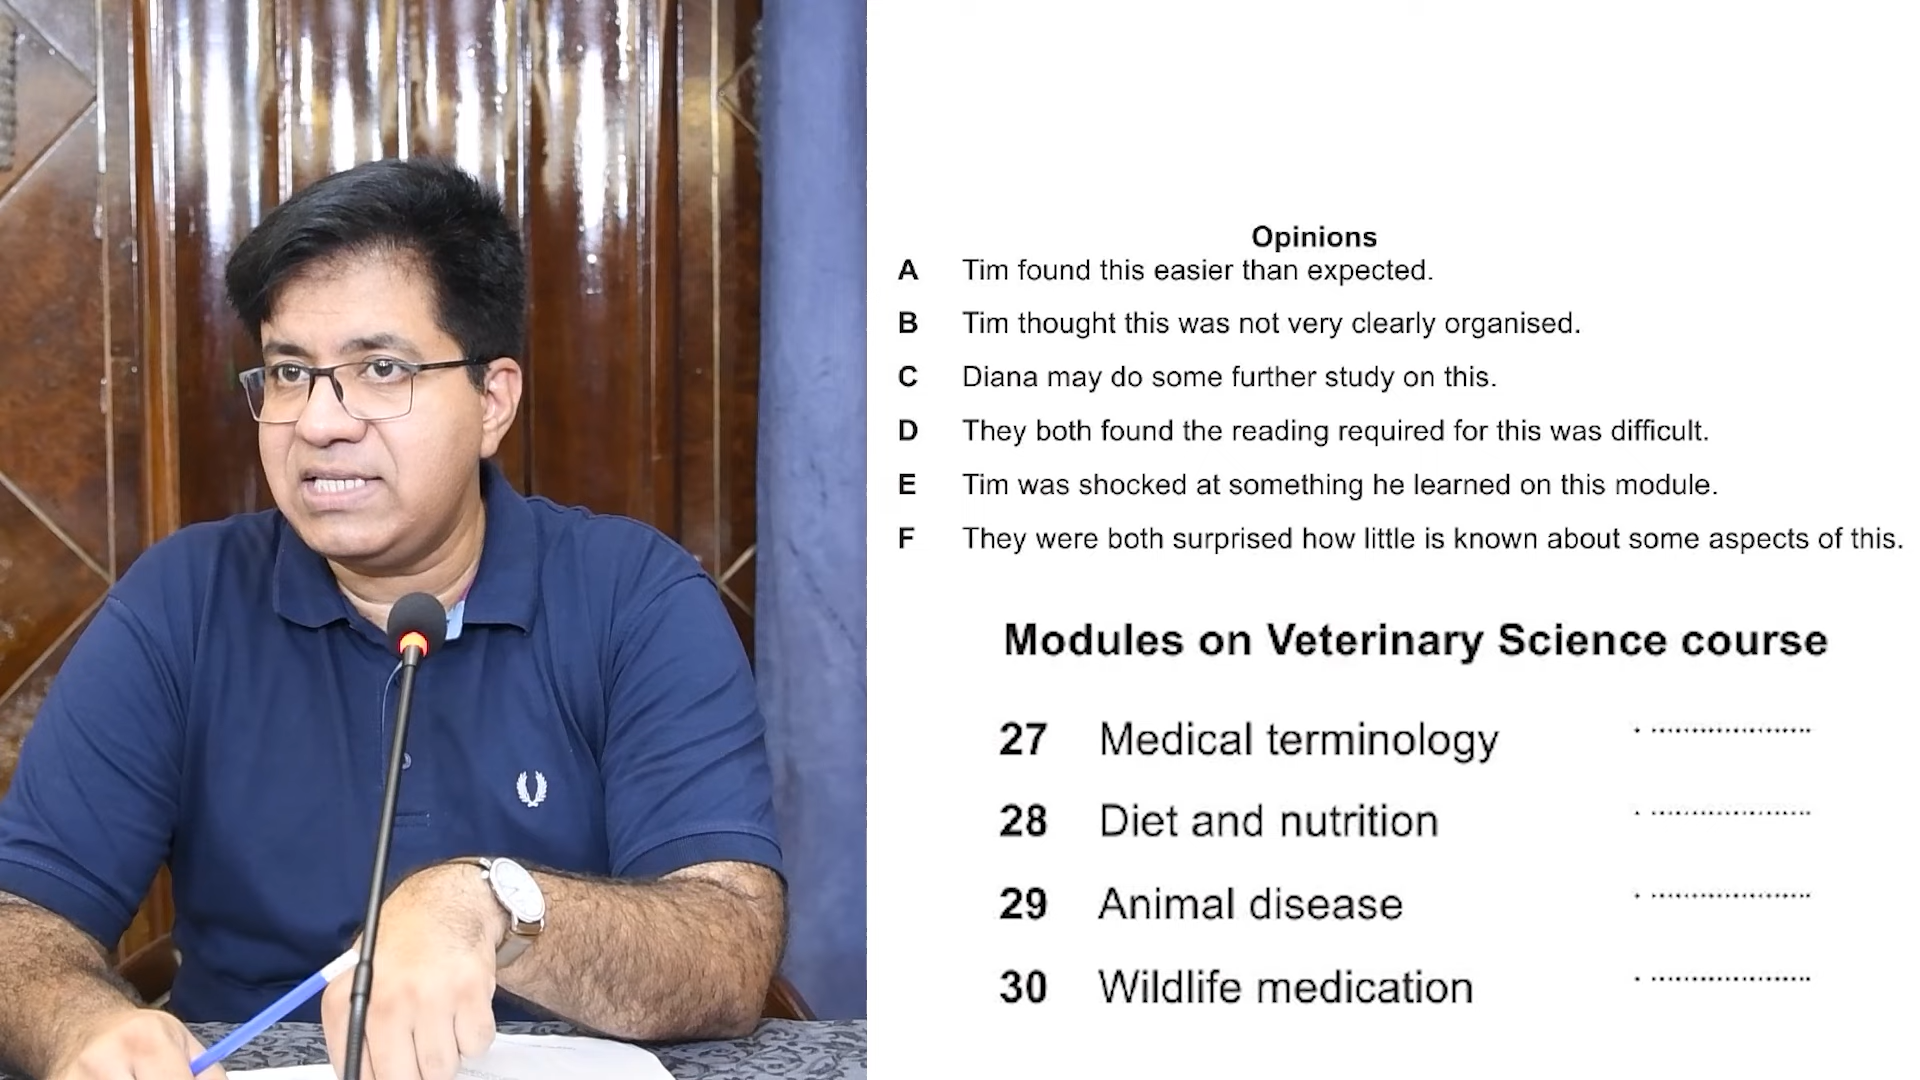 Opinions
A Tim found this easier than expected.
B Tim thought this was not very clearly organised.
C Diana may do some further study on this.
D They both found the reading required for this was difficult.
E Tim was shocked at something he learned on this module.
F They were both surprised how little is known about some aspects of this.
Modules on Veterinary Science course
27 Medical terminology ....................
28 Diet and nutrition ....................
29 Animal disease ....................
30 Wildlife medication ....................